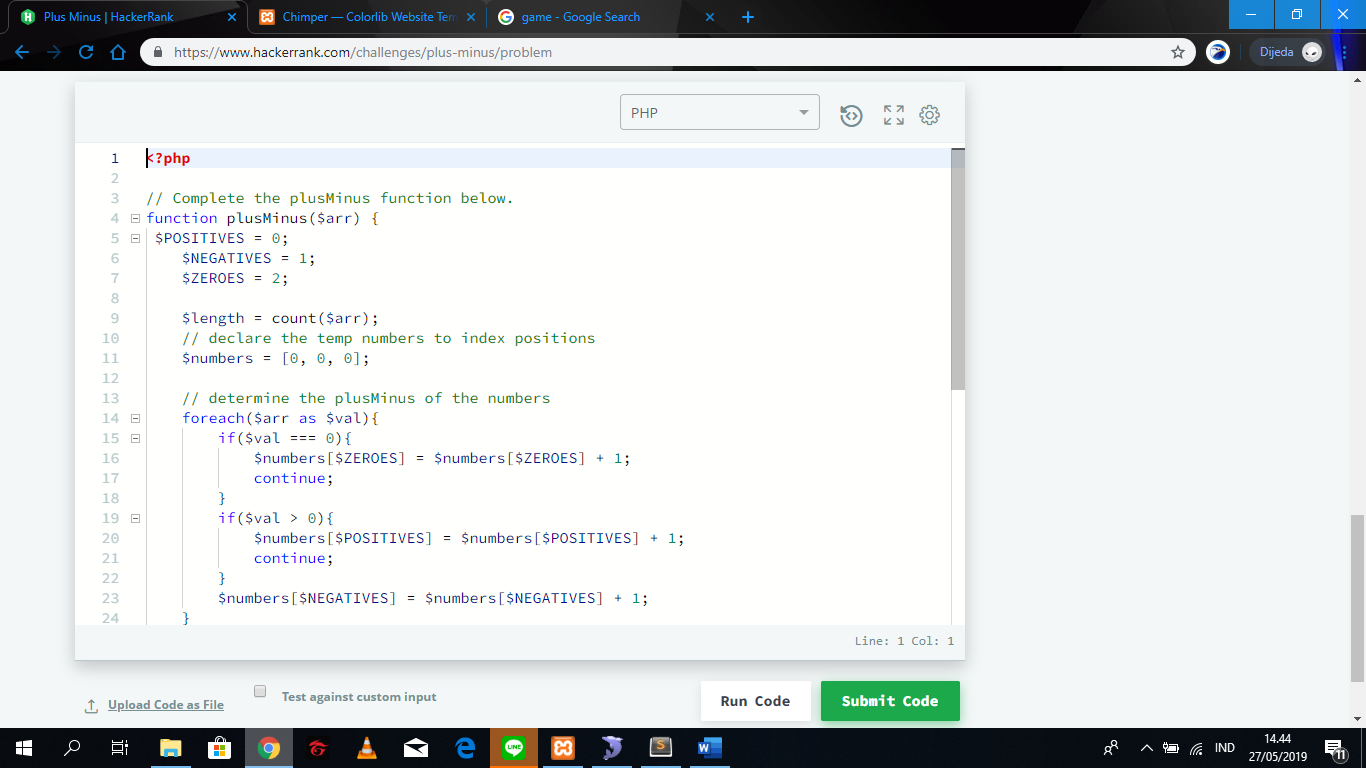 Plus Minus | HackerRank
Chimper — Colorlib Website Tem
game - Google Search
https://www.hackerrank.com/challenges/plus-minus/problem
Dijeda
PHP
1 <?php
2
3 // Complete the plusMinus function below.
4 function plusMinus($arr) {
5 $POSITIVES = 0;
6 $NEGATIVES = 1;
7 $ZEROES = 2;
8
9 $length = count($arr);
10 // declare the temp numbers to index positions
11 $numbers = [0, 0, 0];
12
13 // determine the plusMinus of the numbers
14 foreach($arr as $val){
15 if($val === 0){
16 $numbers[$ZEROES] = $numbers[$ZEROES] + 1;
17 continue;
18 }
19 if($val > 0){
20 $numbers[$POSITIVES] = $numbers[$POSITIVES] + 1;
21 continue;
22 }
23 $numbers[$NEGATIVES] = $numbers[$NEGATIVES] + 1;
24 }
Line: 1 Col: 1
Upload Code as File
Test against custom input
Run Code
Submit Code
LINE
S
W
IND
14.44
27/05/2019
11